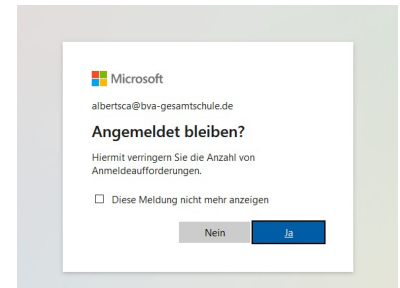 Microsoft
albertsca@bva-gesamtschule.de
Angemeldet bleiben?
Hiermit verringern Sie die Anzahl von
Anmeldeaufforderungen.
Diese Meldung nicht mehr anzeigen
Nein Ja